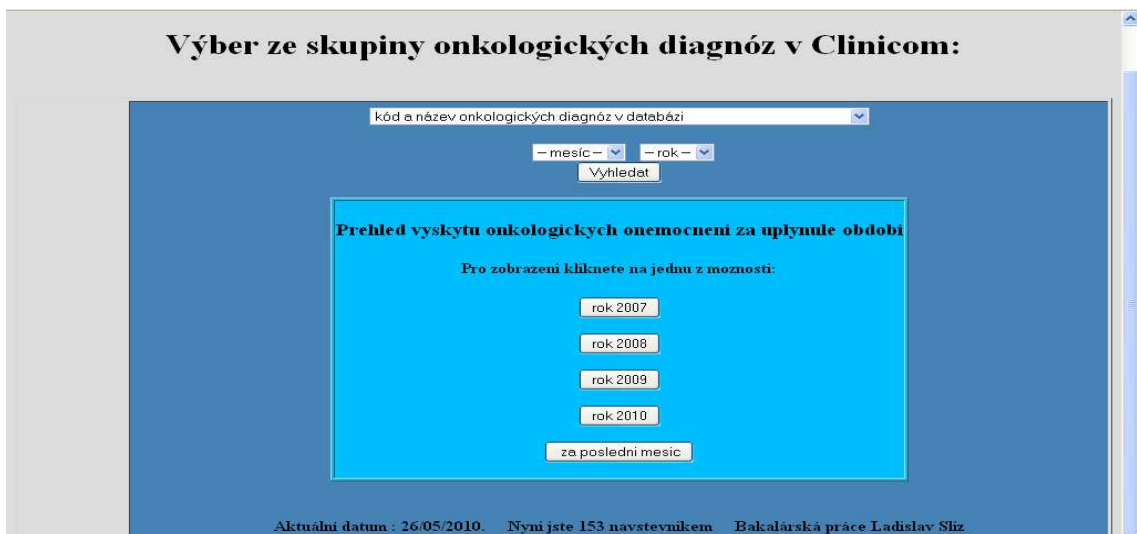 Výber ze skupiny onkologických diagnóz v Clinicom:
kód a název onkologických diagnóz v databázi
– mesíc – – rok –
Vyhledat
Prehled vyskytu onkologickych onemocneni za uplynule obdobi
Pro zobrazeni kliknete na jednu z moznosti:
rok 2007
rok 2008
rok 2009
rok 2010
za posledni mesic
Aktuální datum : 26/05/2010. Nyni jste 153 navstevnikem Bakalárská práce Ladislav Sliz